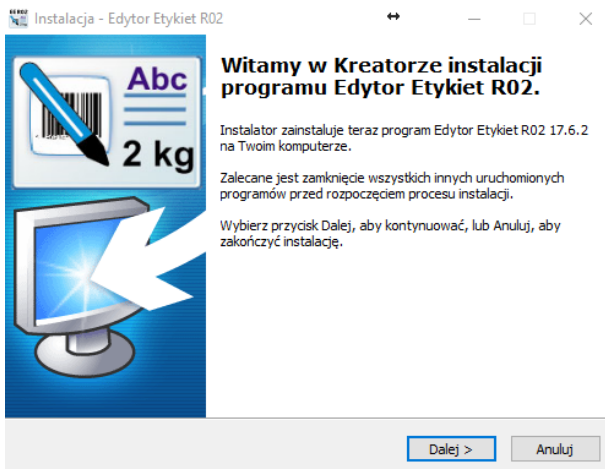 EE R02
Instalacja - Edytor Etykiet R02
Abc
2 kg
Witamy w Kreatorze instalacji
programu Edytor Etykiet R02.
Instalator zainstaluje teraz program Edytor Etykiet R02 17.6.2
na Twoim komputerze.
Zalecane jest zamknięcie wszystkich innych uruchomionych
programów przed rozpoczęciem procesu instalacji.
Wybierz przycisk Dalej, aby kontynuować, lub Anuluj, aby
zakończyć instalację.
Dalej >
Anuluj